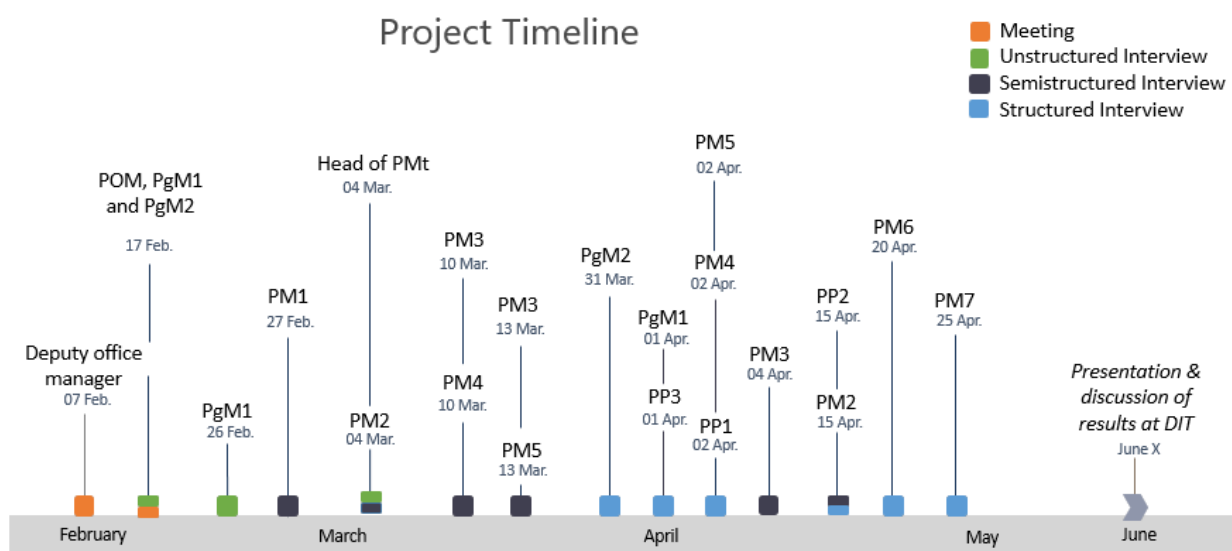 Project Timeline
Meeting
Unstructured Interview
Semistructured Interview
Structured Interview
Deputy office
manager
07 Feb.
POM, PgM1
and PgM2
17 Feb.
PgM1
26 Feb.
PM1
27 Feb.
Head of PMt
04 Mar.
PM2
04 Mar.
PM3
10 Mar.
PM4
10 Mar.
PM3
13 Mar.
PM5
13 Mar.
PgM2
31 Mar.
PgM1
01 Apr.
PP3
01 Apr.
PM5
02 Apr.
PM4
02 Apr.
PP1
02 Apr.
PM3
04 Apr.
PP2
15 Apr.
PM2
15 Apr.
PM6
20 Apr.
PM7
25 Apr.
Presentation &
discussion of
results at DIT
June X
February
March
April
May
June